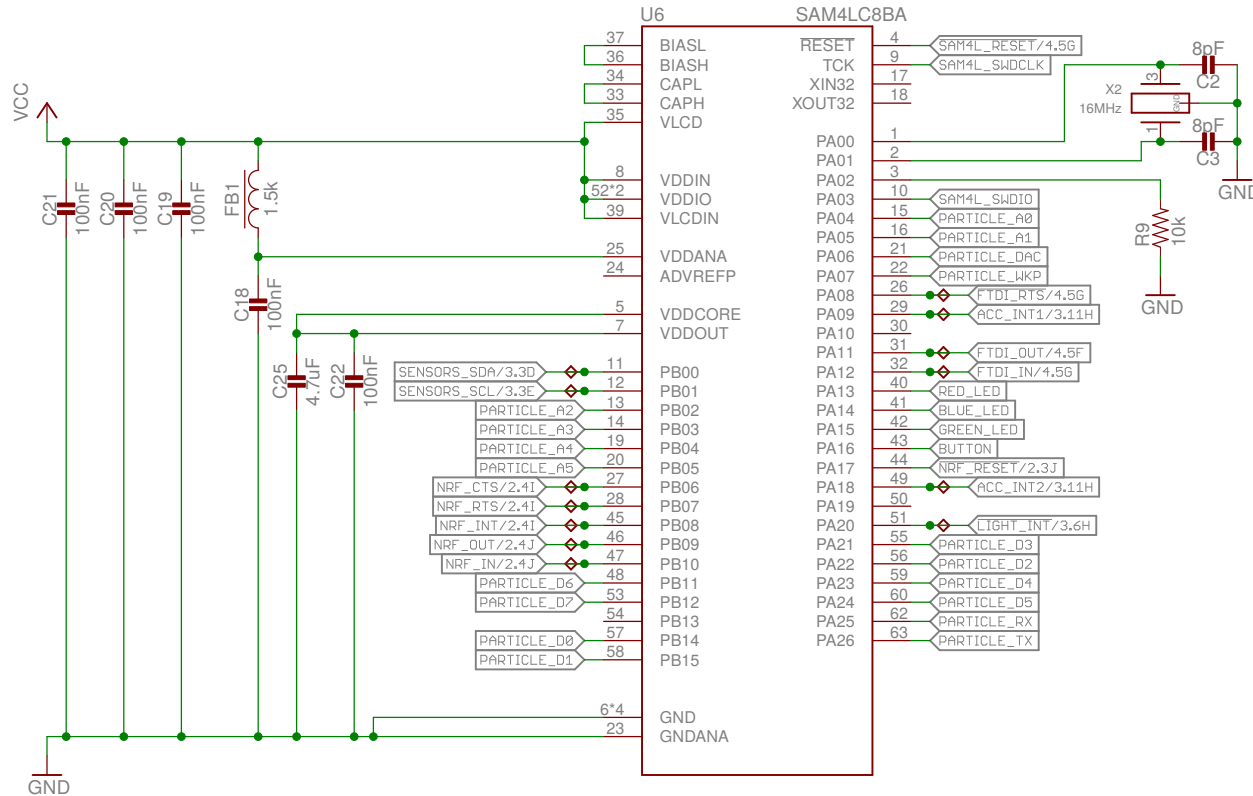 U6 SAM4LC8BA
VCC
GND
C21 100nF
C20 100nF
C19 100nF
FB1 1.5k
C18 100nF
C25 4.7uF
C22 100nF
37 BIASL
36 BIASH
34 CAPL
33 CAPH
35 VLCD
8 VDDIN
52*2 VDDIO
39 VLCDIN
25 VDDANA
24 ADVREFP
5 VDDCORE
7 VDDOUT
SENSORS_SDA/3.3D 11 PB00
SENSORS_SCL/3.3E 12 PB01
PARTICLE_A2 13 PB02
PARTICLE_A3 14 PB03
PARTICLE_A4 19 PB04
PARTICLE_A5 20 PB05
NRF_CTS/2.4I 27 PB06
NRF_RTS/2.4I 28 PB07
NRF_INT/2.4I 45 PB08
NRF_OUT/2.4J 46 PB09
NRF_IN/2.4J 47 PB10
PARTICLE_D6 48 PB11
PARTICLE_D7 53 PB12
54 PB13
PARTICLE_D0 57 PB14
PARTICLE_D1 58 PB15
6*4 GND
23 GNDANA
RESET 4 SAM4L_RESET/4.5G
TCK 9 SAM4L_SWDCLK
XIN32 17
XOUT32 18
PA00 1
PA01 2
PA02 3
PA03 10 SAM4L_SWDIO
PA04 15 PARTICLE_A0
PA05 16 PARTICLE_A1
PA06 21 PARTICLE_DAC
PA07 22 PARTICLE_WKP
PA08 26 FTDI_RTS/4.5G
PA09 29 ACC_INT1/3.11H
PA10 30
PA11 31 FTDI_OUT/4.5F
PA12 32 FTDI_IN/4.5G
PA13 40 RED_LED
PA14 41 BLUE_LED
PA15 42 GREEN_LED
PA16 43 BUTTON
PA17 44 NRF_RESET/2.3J
PA18 49 ACC_INT2/3.11H
PA19 50
PA20 51 LIGHT_INT/3.6H
PA21 55 PARTICLE_D3
PA22 56 PARTICLE_D2
PA23 59 PARTICLE_D4
PA24 60 PARTICLE_D5
PA25 62 PARTICLE_RX
PA26 63 PARTICLE_TX
8pF
C2
X2
16MHz
3
GND
1
8pF
C3
GND
R9 10k
GND